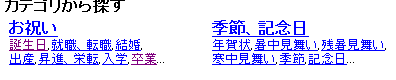 カテゴリから探す
お祝い
誕生日,就職、転職,結婚,
出産,昇進、栄転,入学,卒業...
季節、記念日
年賀状,暑中見舞い,残暑見舞い,
寒中見舞い,季節,記念日...